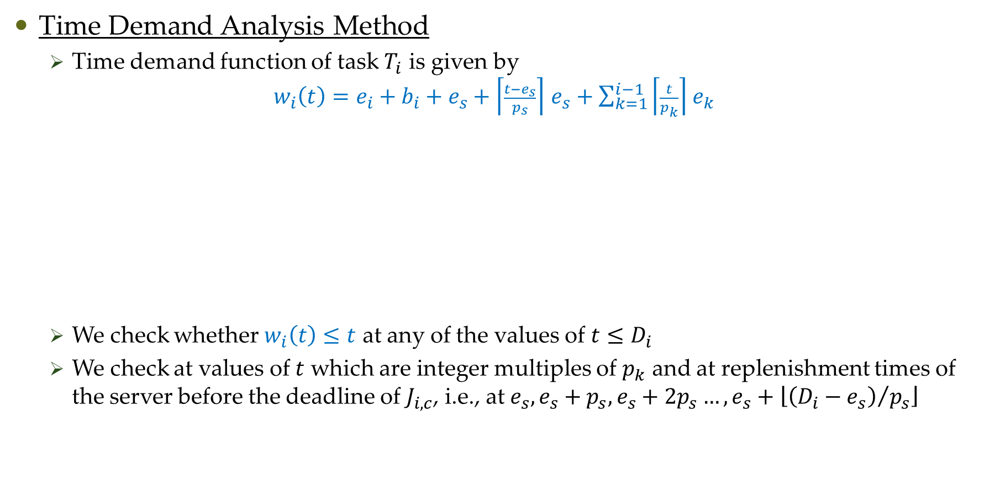 • Time Demand Analysis Method
➢ Time demand function of task $T_i$ is given by
$w_i(t) = e_i + b_i + e_s + \left\lceil \frac{t-e_s}{p_s} \right\rceil e_s + \sum_{k=1}^{i-1} \left\lceil \frac{t}{p_k} \right\rceil e_k$
➢ We check whether $w_i(t) \leq t$ at any of the values of $t \leq D_i$
➢ We check at values of $t$ which are integer multiples of $p_k$ and at replenishment times of
the server before the deadline of $J_{i,c}$, i.e., at $e_s, e_s + p_s, e_s + 2p_s \ldots, e_s + \lfloor (D_i - e_s)/p_s \rfloor$